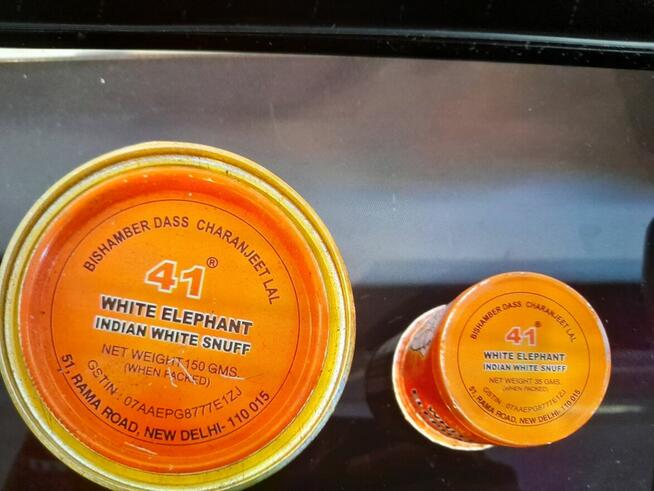 BISHAMBER DASS CHARANJEET LAL
41®
WHITE ELEPHANT
INDIAN WHITE SNUFF
NET WEIGHT 150 GMS.
(WHEN PACKED)
GSTIN : 07AAEPG8777E1ZJ
51, RAMA ROAD, NEW DELHI- 110 015
BISHAMBER DASS CHARANJEET LAL
41®
WHITE ELEPHANT
INDIAN WHITE SNUFF
NET WEIGHT 35 GMS.
(WHEN PACKED)
GSTIN : 07AAEPG8777E1ZJ
51, RAMA ROAD, NEW DELHI- 110 015